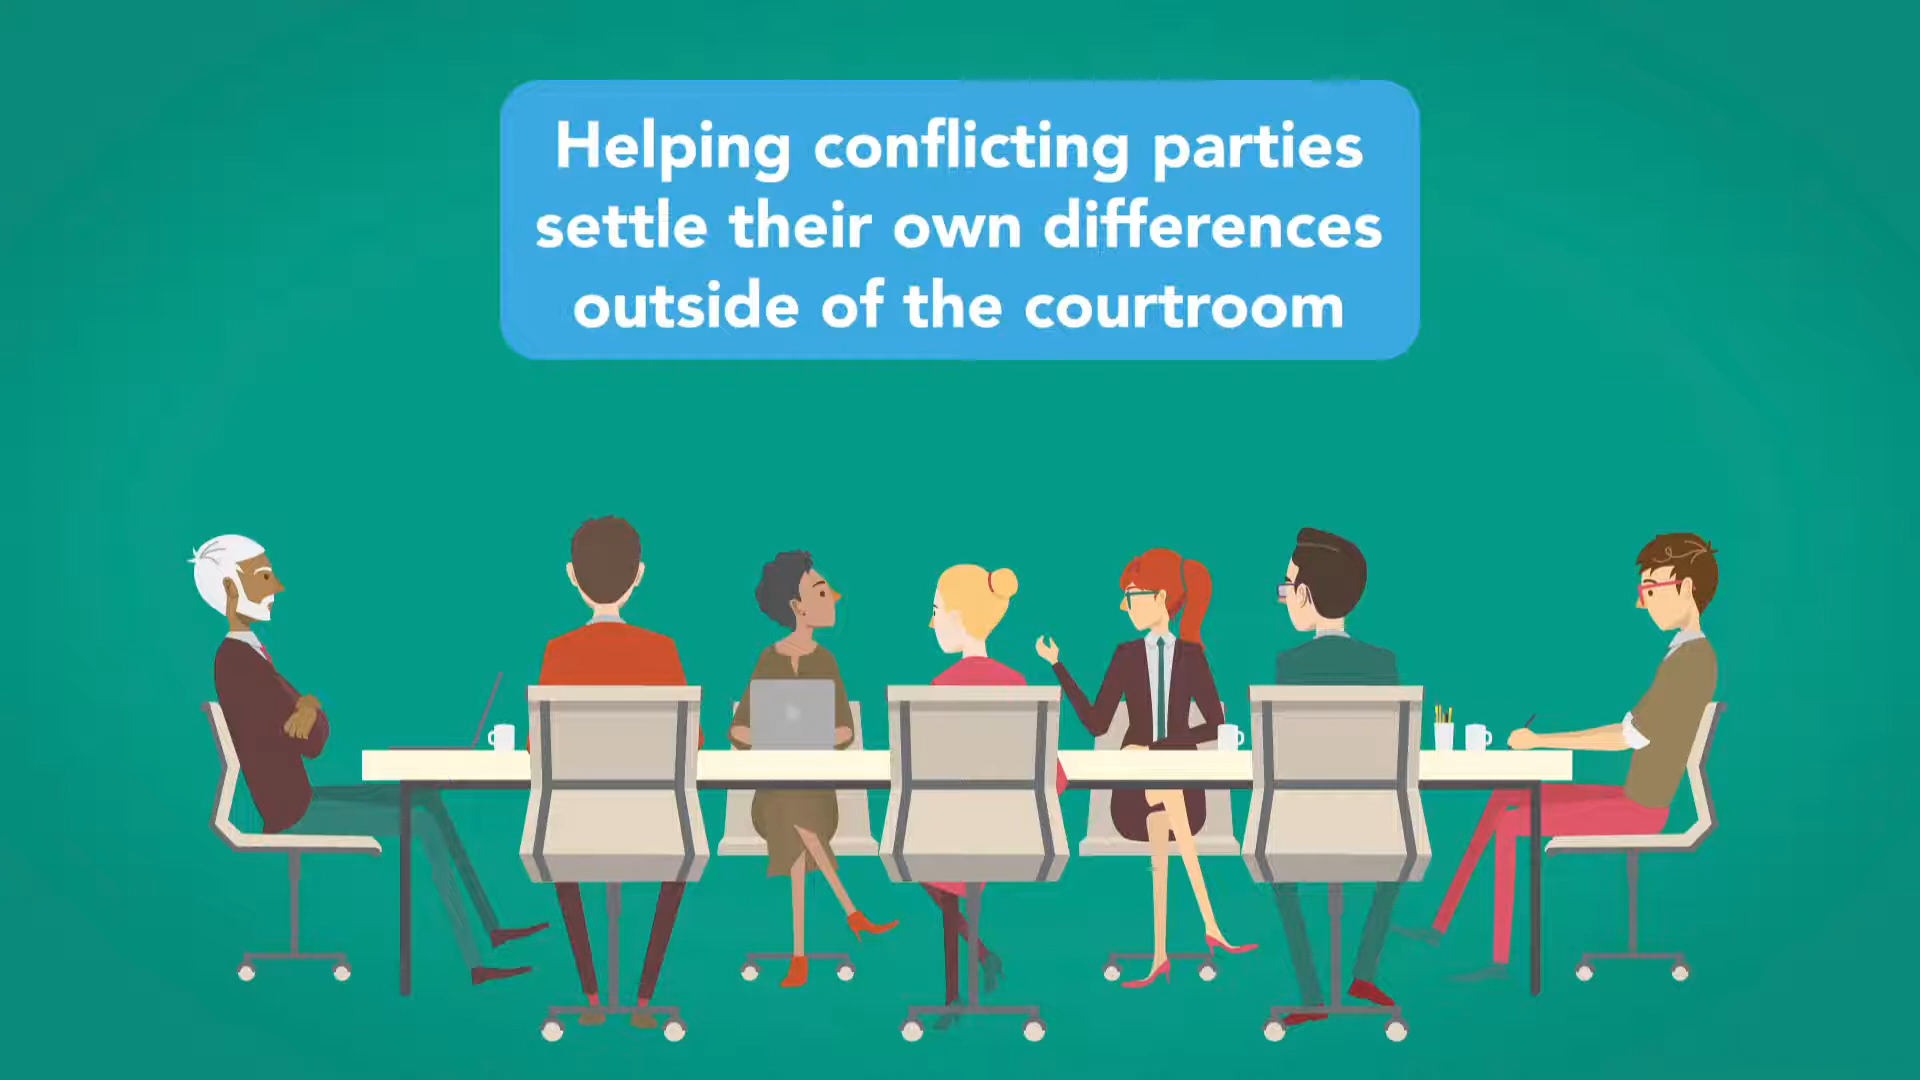 Helping conflicting parties
settle their own differences
outside of the courtroom